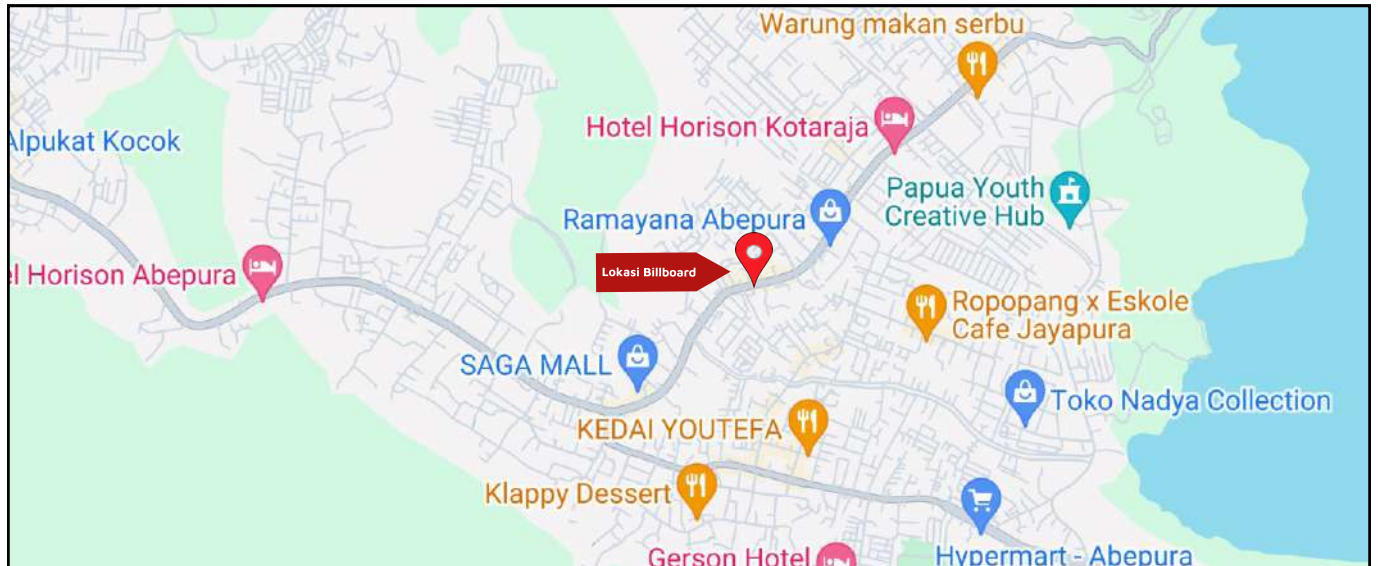 Warung makan serbu
Hotel Horison Kotaraja
Alpukat Kocok
Papua Youth
Creative Hub
Ramayana Abepura
Lokasi Billboard
el Horison Abepura
Ropopang x Eskole
Cafe Jayapura
SAGA MALL
Toko Nadya Collection
KEDAI YOUTEFA
Klappy Dessert
Gerson Hotel
Hypermart - Abepura